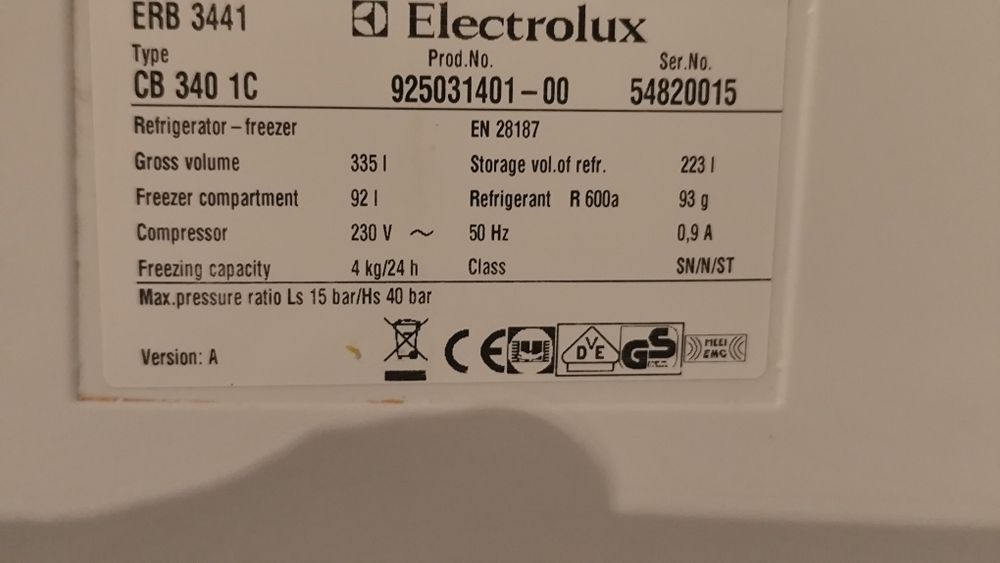 ERB 3441 Electrolux
Type Prod.No. Ser.No.
CB 340 1C 925031401-00 54820015
Refrigerator-freezer EN 28187
Gross volume 335 l Storage vol.of refr. 223 l
Freezer compartment 92 l Refrigerant R 600a 93 g
Compressor 230 V ~ 50 Hz 0,9 A
Freezing capacity 4 kg/24 h Class SN/N/ST
Max.pressure ratio Ls 15 bar/Hs 40 bar
Version: A CE DVE GS
EMC